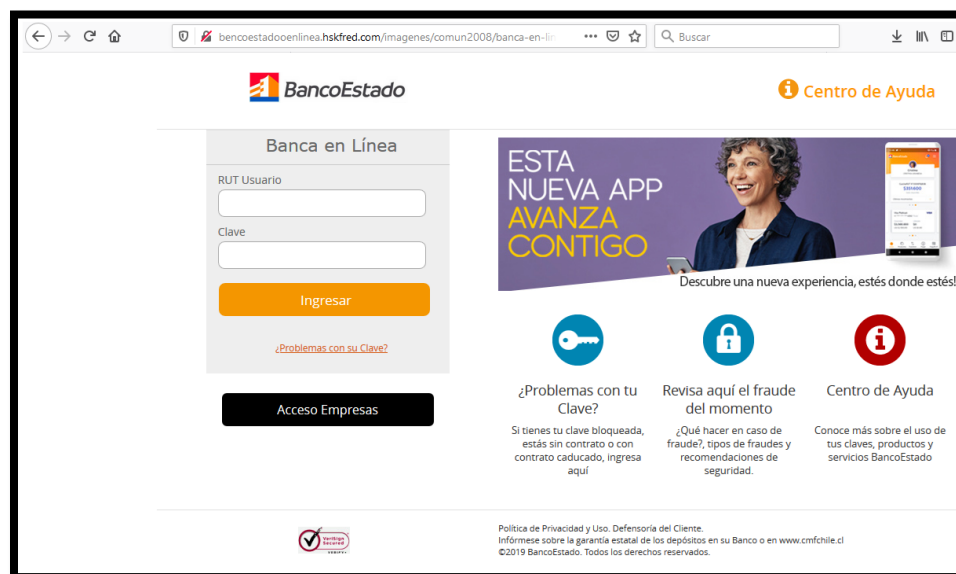 bencoestadooenlinea.hskfred.com/imagenes/comun2008/banca-en-lin
Buscar
BancoEstado
Centro de Ayuda
Banca en Línea
RUT Usuario
Clave
Ingresar
¿Problemas con su Clave?
Acceso Empresas
ESTA
NUEVA APP
AVANZA
CONTIGO
Descubre una nueva experiencia, estés donde estés!
¿Problemas con tu
Clave?
Si tienes tu clave bloqueada,
estás sin contrato o con
contrato caducado, ingresa
aquí
Revisa aquí el fraude
del momento
¿Qué hacer en caso de
fraude?, tipos de fraudes y
recomendaciones de
seguridad.
Centro de Ayuda
Conoce más sobre el uso de
tus claves, productos y
servicios BancoEstado
VeriSign
Secured
Política de Privacidad y Uso. Defensoría del Cliente.
Infórmese sobre la garantía estatal de los depósitos en su Banco o en www.cmfchile.cl
©2019 BancoEstado. Todos los derechos reservados.